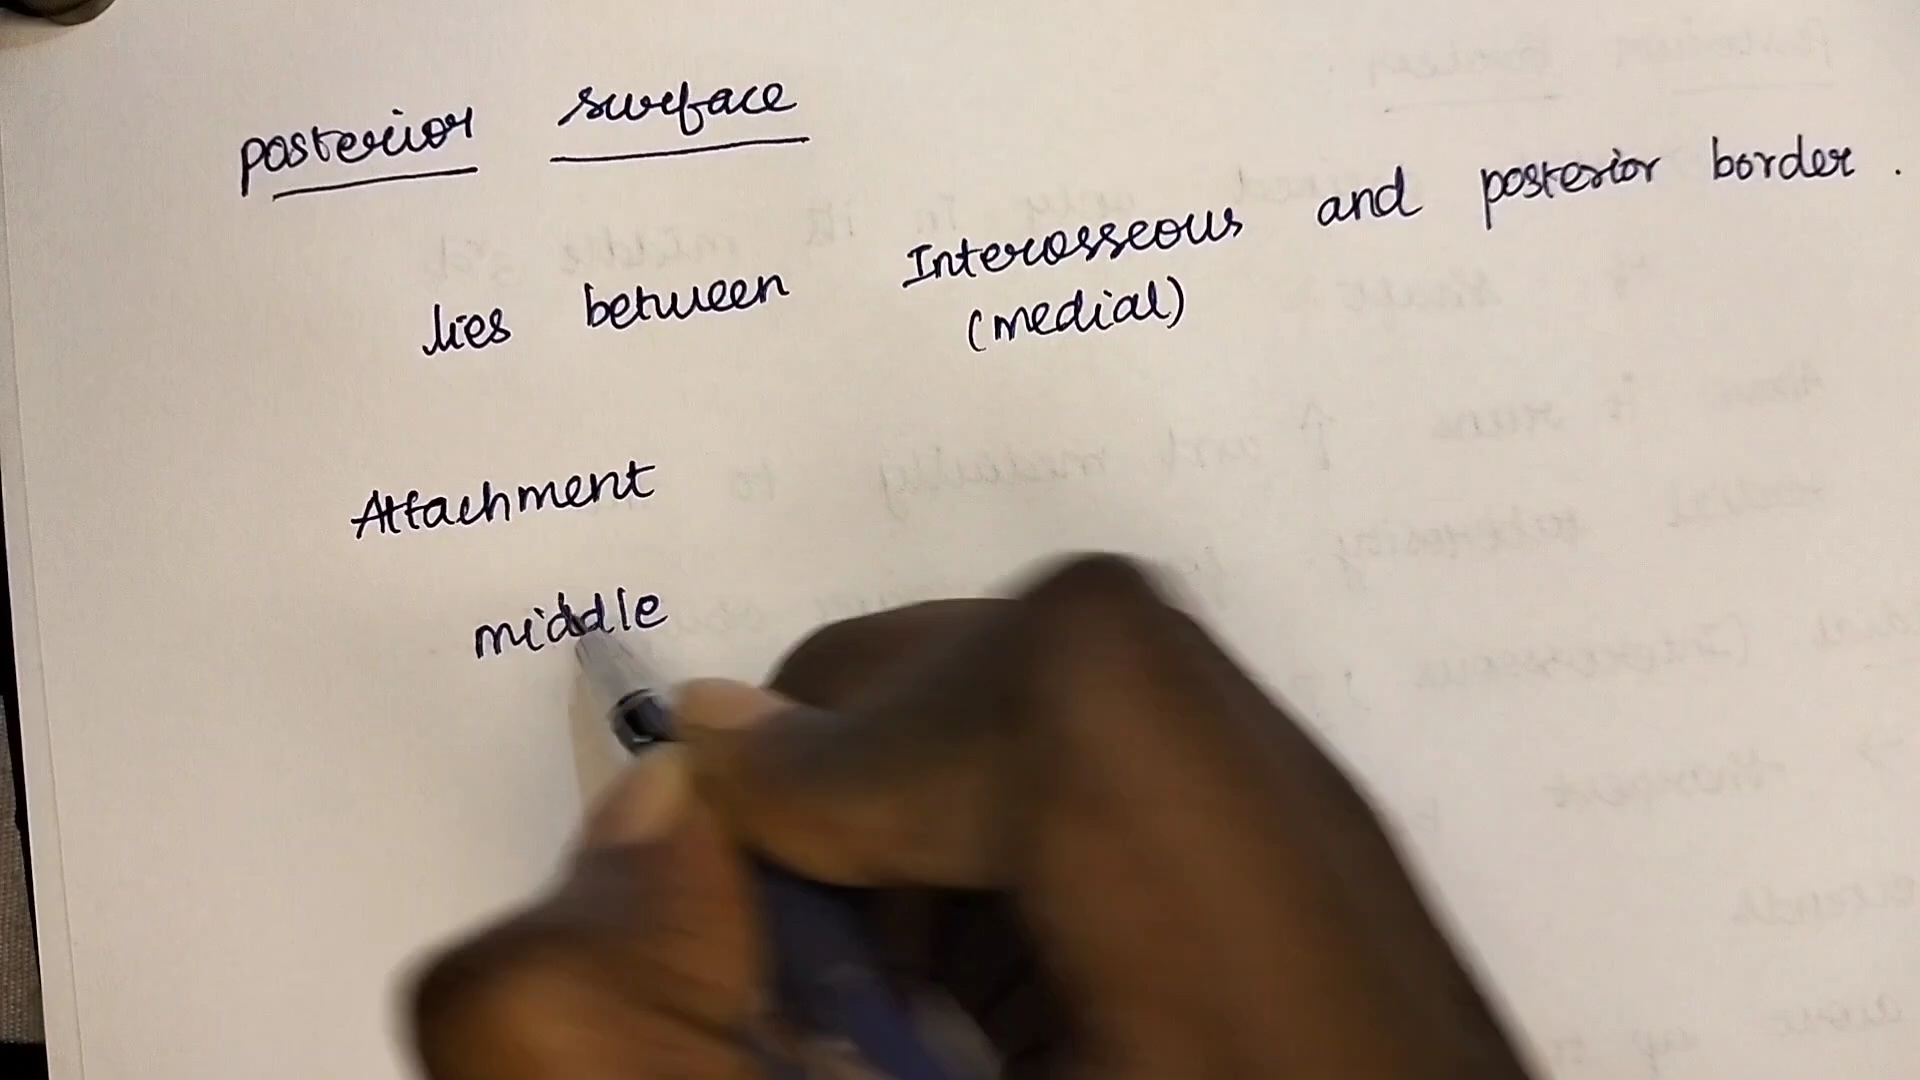 posterior surface
lies between Interosseous and posterior border.
(medial)
Attachment
middle